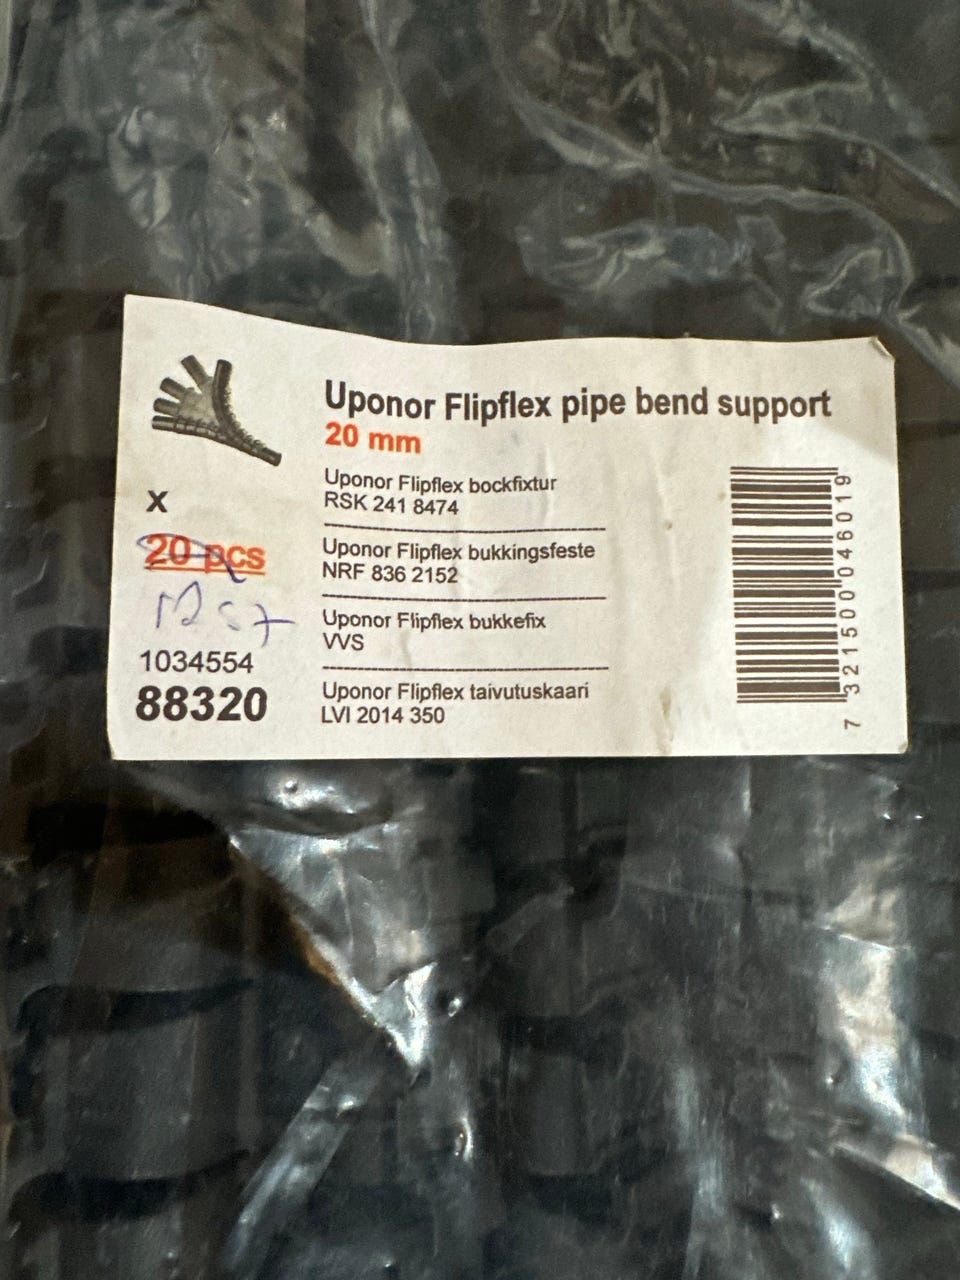 Uponor Flipflex pipe bend support
20 mm
Uponor Flipflex bockfixtur
RSK 241 8474
Uponor Flipflex bukkingsfeste
NRF 836 2152
Uponor Flipflex bukkefix
VVS
Uponor Flipflex taivutuskaari
LVI 2014 350
X
20 pcs
1034554
88320
7 321500 046019